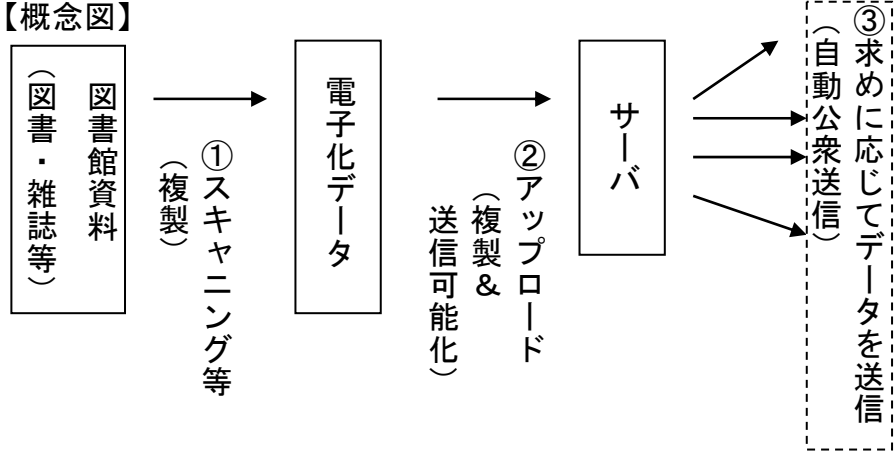 【概念図】
図書館資料
（図書・雑誌等）
①スキャニング等
（複製）
電子化データ
②アップロード
（複製＆
送信可能化）
サーバ
③求めに応じてデータを送信
（自動公衆送信）